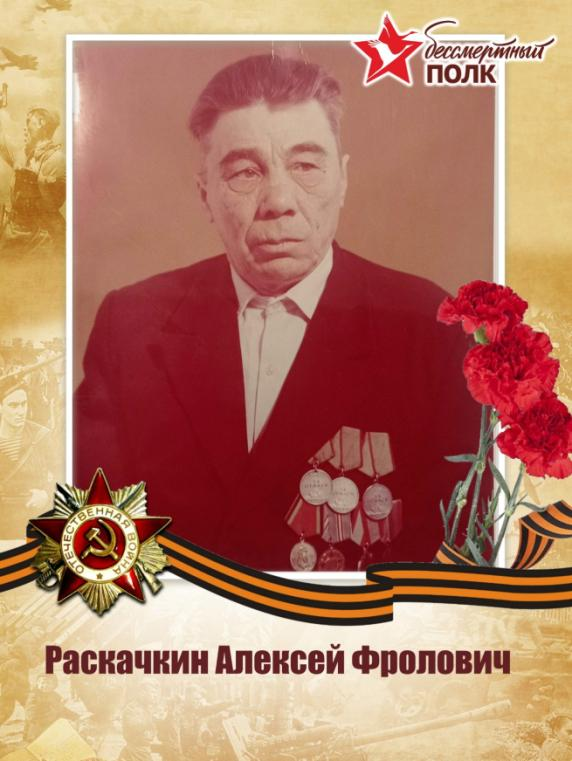 бессмертный
ПОЛК
ОТЕЧЕСТВЕННАЯ ВОЙНА
Раскачкин Алексей Фролович